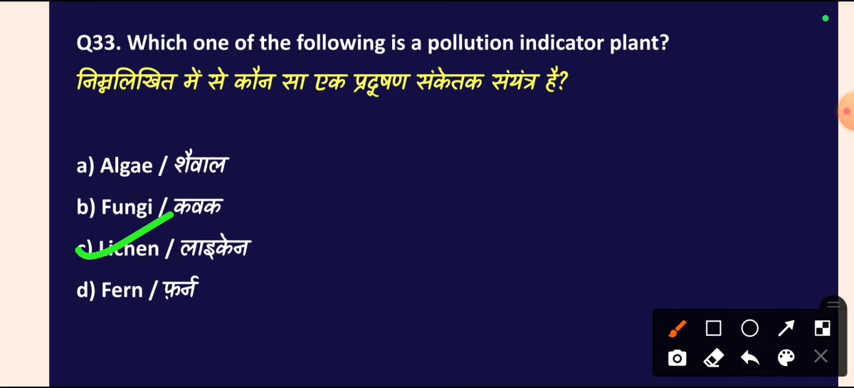 Q33. Which one of the following is a pollution indicator plant?
निम्नलिखित में से कौन सा एक प्रदूषण संकेतक संयंत्र है?
a) Algae / शैवाल
b) Fungi / कवक
c) Lichen / लाइकेन
d) Fern / फ़र्न